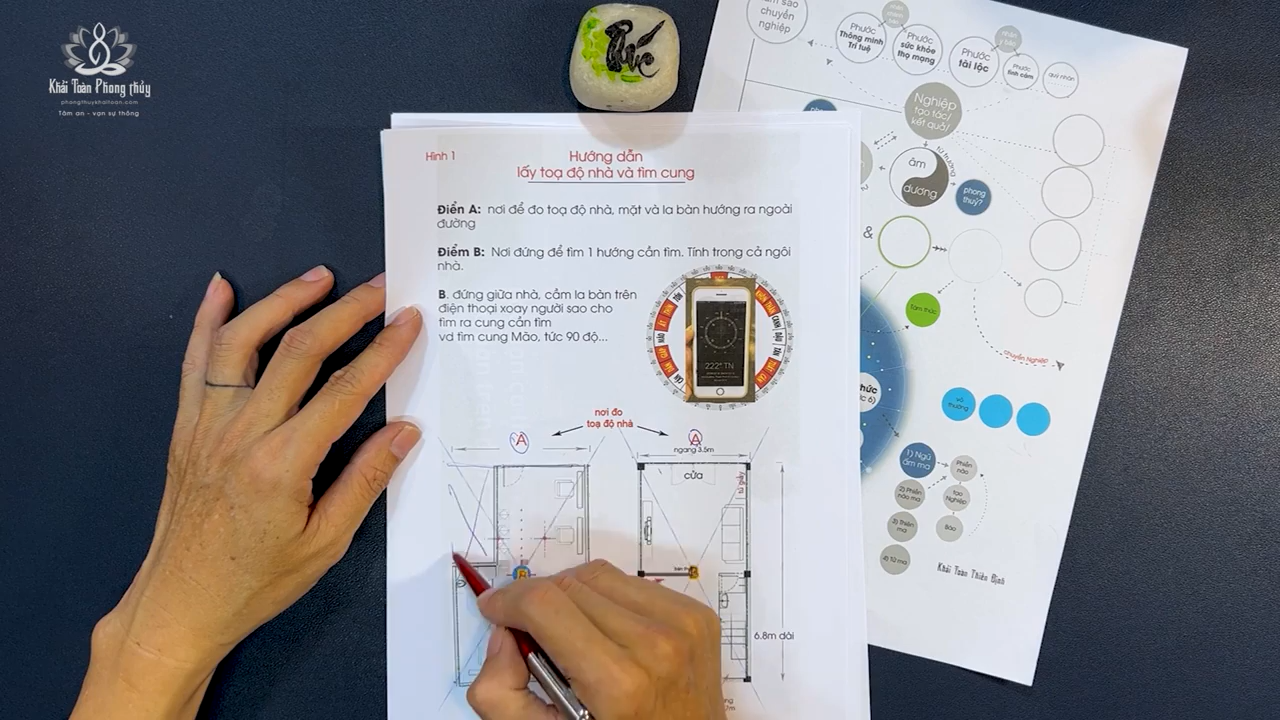 Khải Toàn Phong thủy
phongthuykhaitoan.com
Tâm an - vạn sự thông
Phước
nghiệp
Phước
Thông minh
Trí tuệ
Phước
sức khỏe
thọ mạng
Phước
tài lộc
Phước
tình cảm
quý nhân
Nghiệp
tạo tác/
kết quả/
âm
dương
phong
thuỷ?
&
Tàm thức
chuyển Nghiệp
vô
thường
1) Ngũ
ấm ma
2) Phiền
não ma
3) Thiên
ma
4) Tử ma
Phiền
não
tạo
Nghiệp
Báo
Khải Toàn Thiền Định
Hình 1
Hướng dẫn
lấy toạ độ nhà và tìm cung
Điển A: nơi để đo toạ độ nhà, mặt và la bàn hướng ra ngoài
đường
Điểm B: Nơi đứng để tìm 1 hướng cần tìm. Tính trong cả ngôi
nhà.
B. đứng giữa nhà, cầm la bàn trên
điện thoại xoay người sao cho
tìm ra cung cần tìm
vd tìm cung Mão, tức 90 độ...
222° TN
nơi đo
toạ độ nhà
A
A
ngang 3.5m
cửa
B
B
6.8m dài